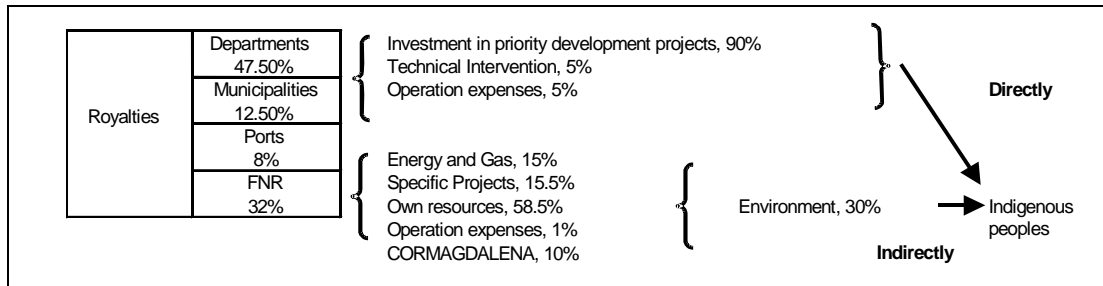 Royalties
Departments
47.50%
Municipalities
12.50%
Ports
8%
FNR
32%
Investment in priority development projects, 90%
Technical Intervention, 5%
Operation expenses, 5%
Directly
Energy and Gas, 15%
Specific Projects, 15.5%
Own resources, 58.5%
Operation expenses, 1%
CORMAGDALENA, 10%
Environment, 30%
Indigenous
peoples
Indirectly